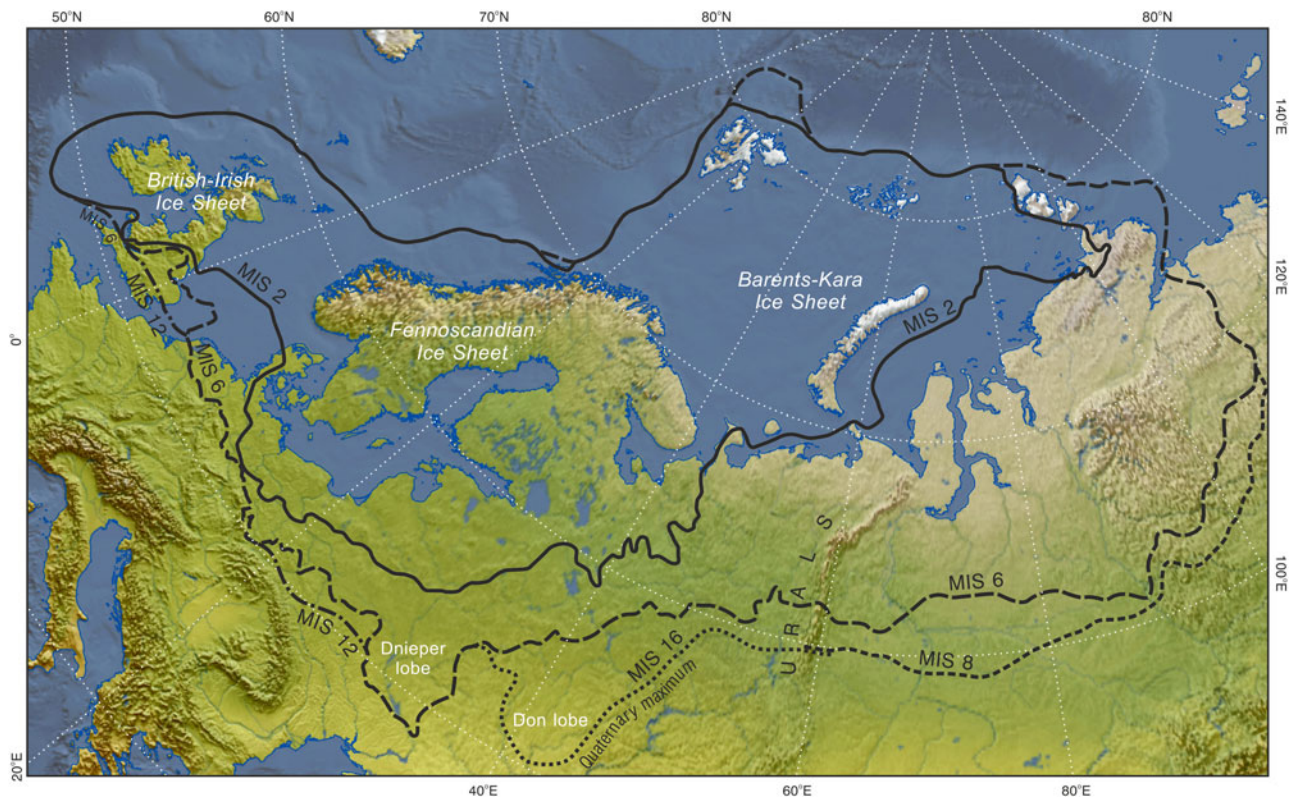 50°N
60°N
70°N
80°N
80°N
140°E
120°E
100°E
0°
20°E
40°E
60°E
80°E
British-Irish
Ice Sheet
MIS 6
MIS 12
MIS 2
MIS 6
Fennoscandian
Ice Sheet
Barents-Kara
Ice Sheet
MIS 2
URALS
MIS 6
MIS 8
MIS 12
Dnieper
lobe
MIS 16
Don lobe
Quaternary maximum